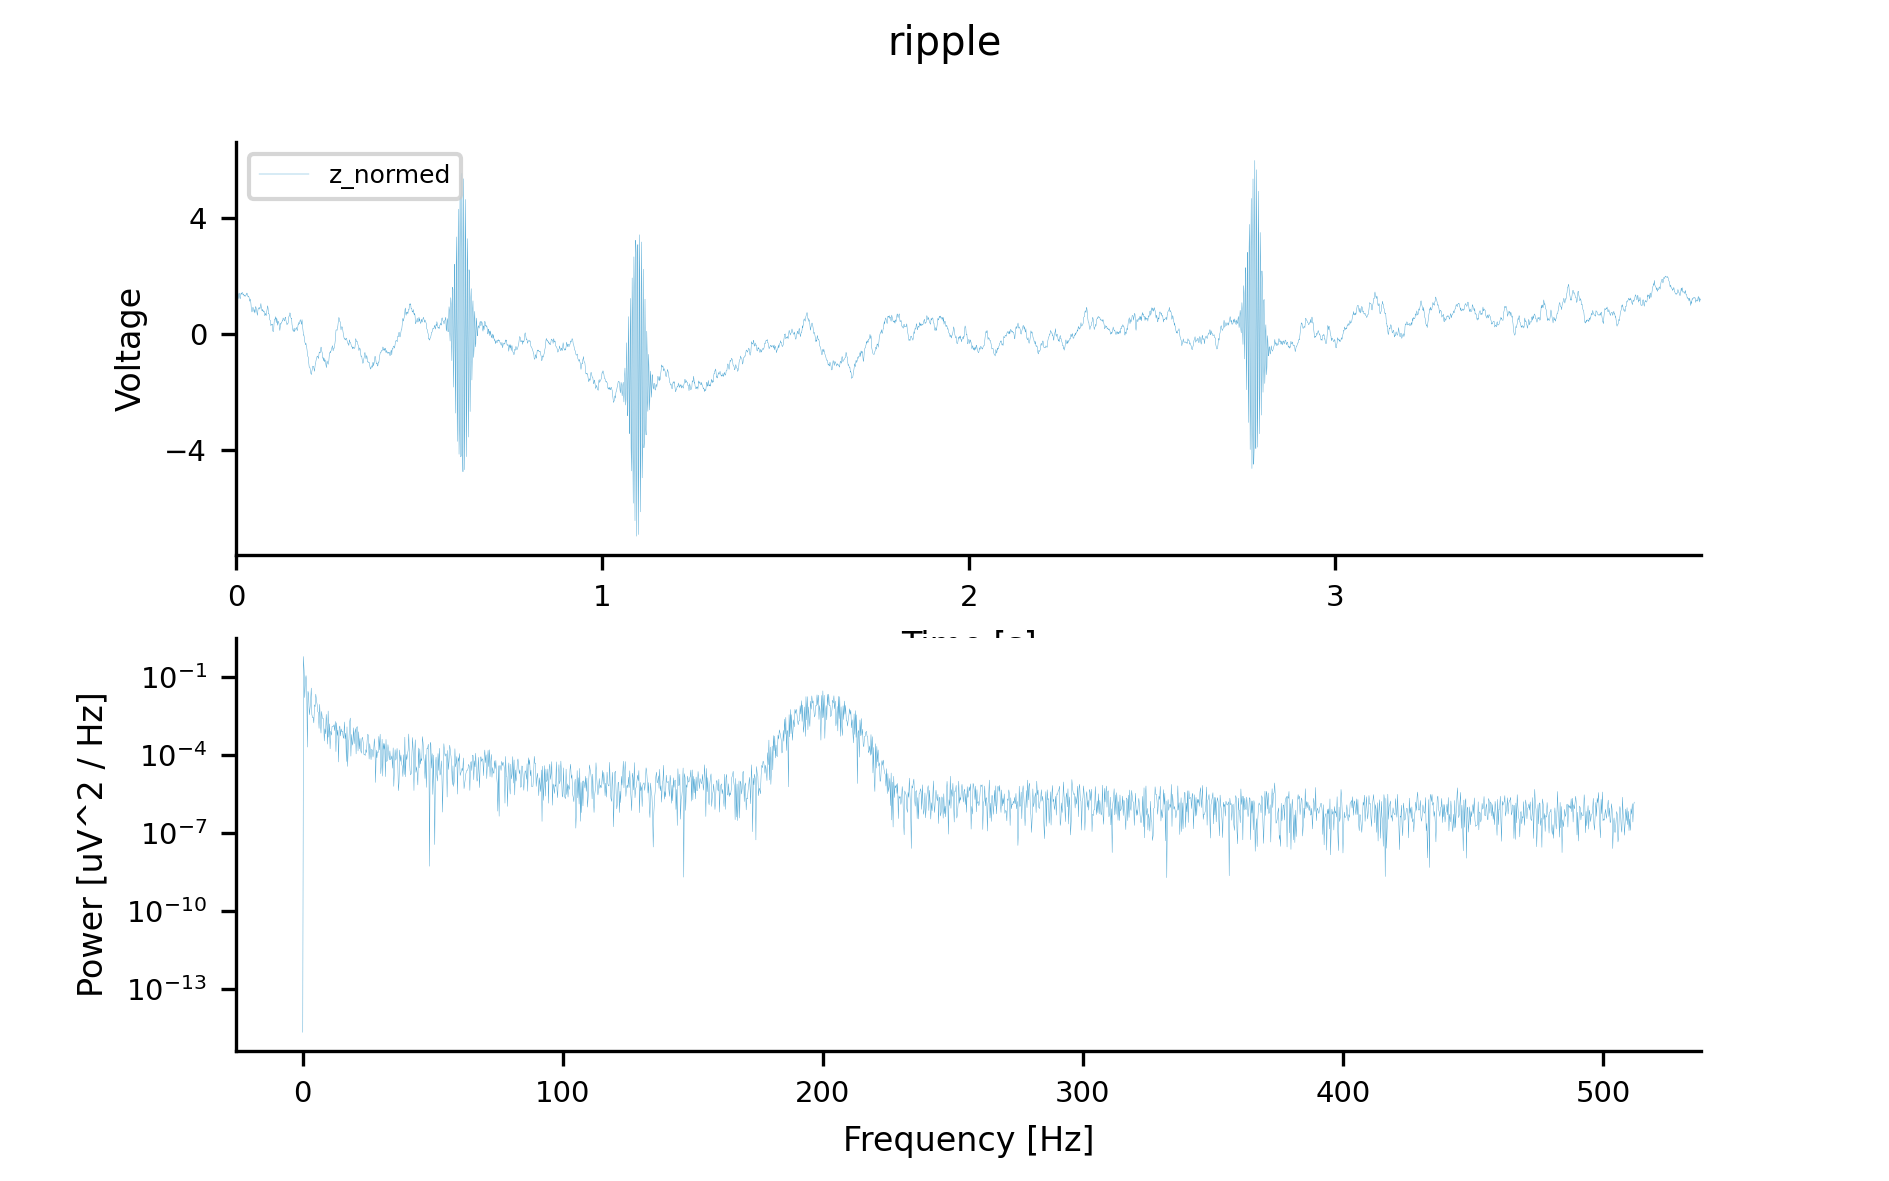 ripple
z_normed
4
0
−4
Voltage
0 1 2 3
Time [s]
10⁻¹
10⁻⁴
10⁻⁷
10⁻¹⁰
10⁻¹³
Power [uV^2 / Hz]
0 100 200 300 400 500
Frequency [Hz]